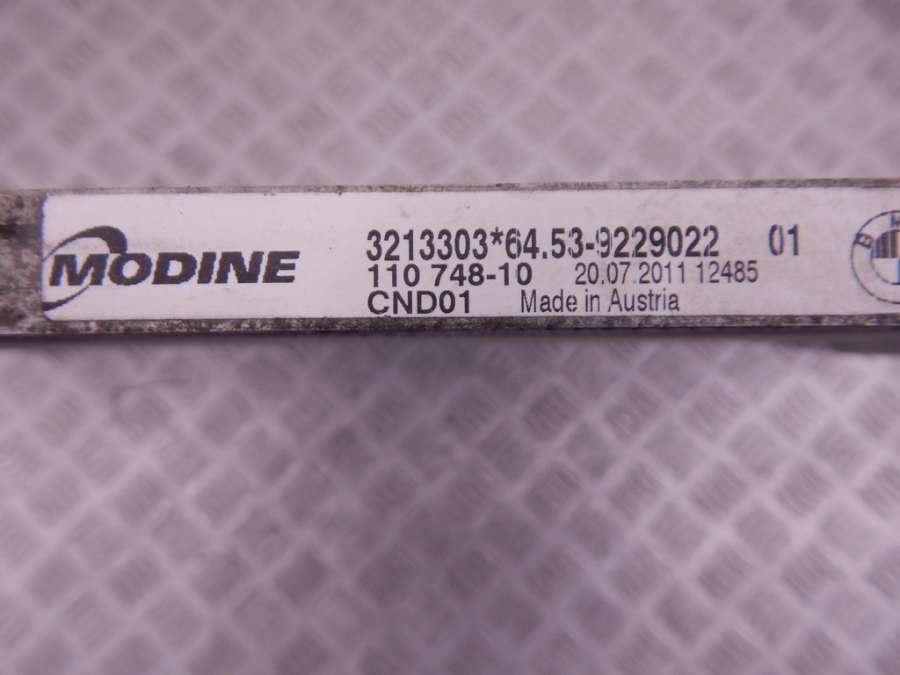 MODINE
3213303*64.53-9229022 01
110 748-10 20.07.2011 12485
CND01 Made in Austria
B M